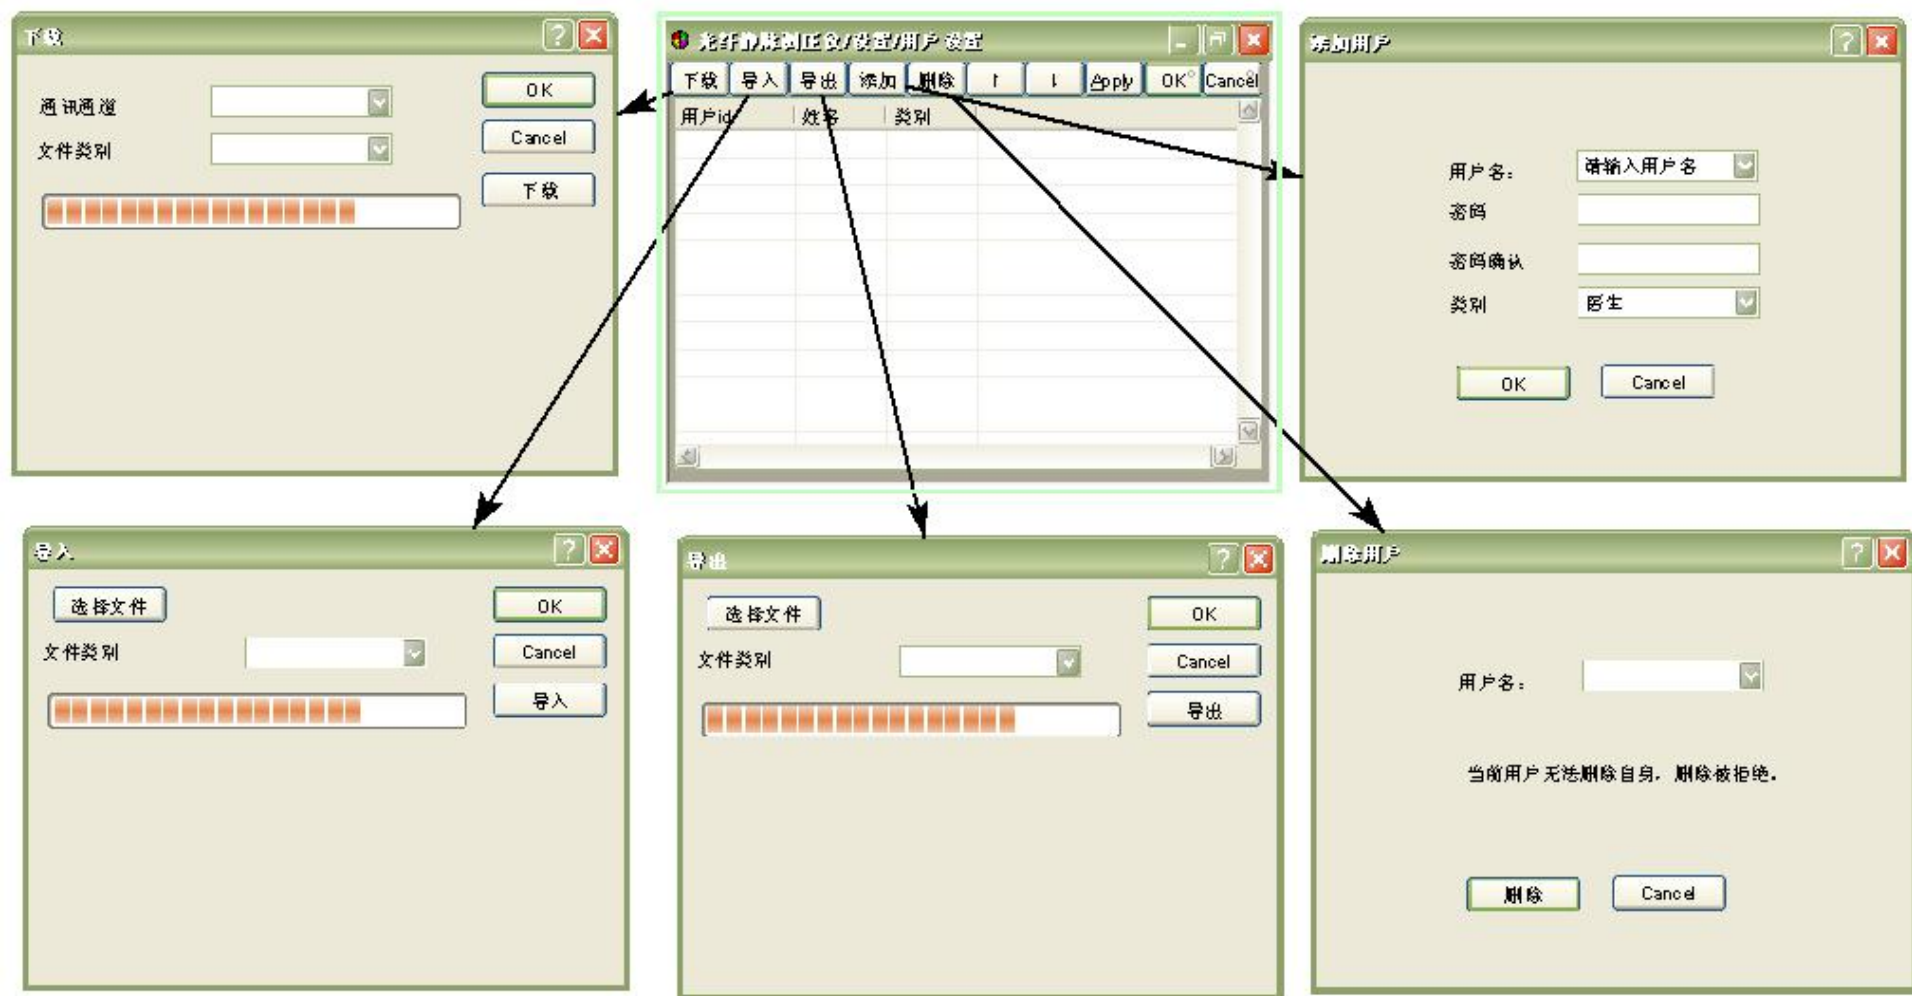 下载
通讯通道
文件类别
OK
Cancel
下载
光纤静脉测压仪/设置/用户设置
下载 导入 导出 添加 删除 ↑ ↓ Apply OK Cancel
用户id 姓名 类别
添加用户
用户名: 请输入用户名
密码
密码确认
类别 医生
OK Cancel
导入
选择文件
文件类别
OK
Cancel
导入
导出
选择文件
文件类别
OK
Cancel
导出
删除用户
用户名:
当前用户无法删除自身, 删除被拒绝。
删除 Cancel